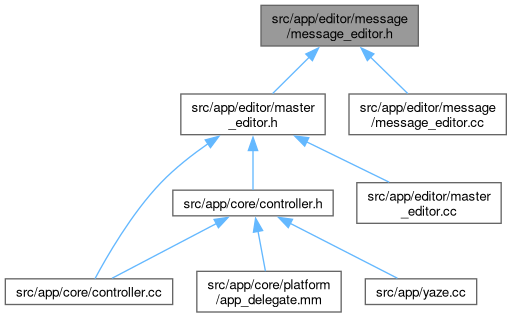 src/app/editor/message
/message_editor.h
src/app/editor/master
_editor.h
src/app/editor/message
/message_editor.cc
src/app/core/controller.h
src/app/editor/master
_editor.cc
src/app/core/controller.cc
src/app/core/platform
/app_delegate.mm
src/app/yaze.cc